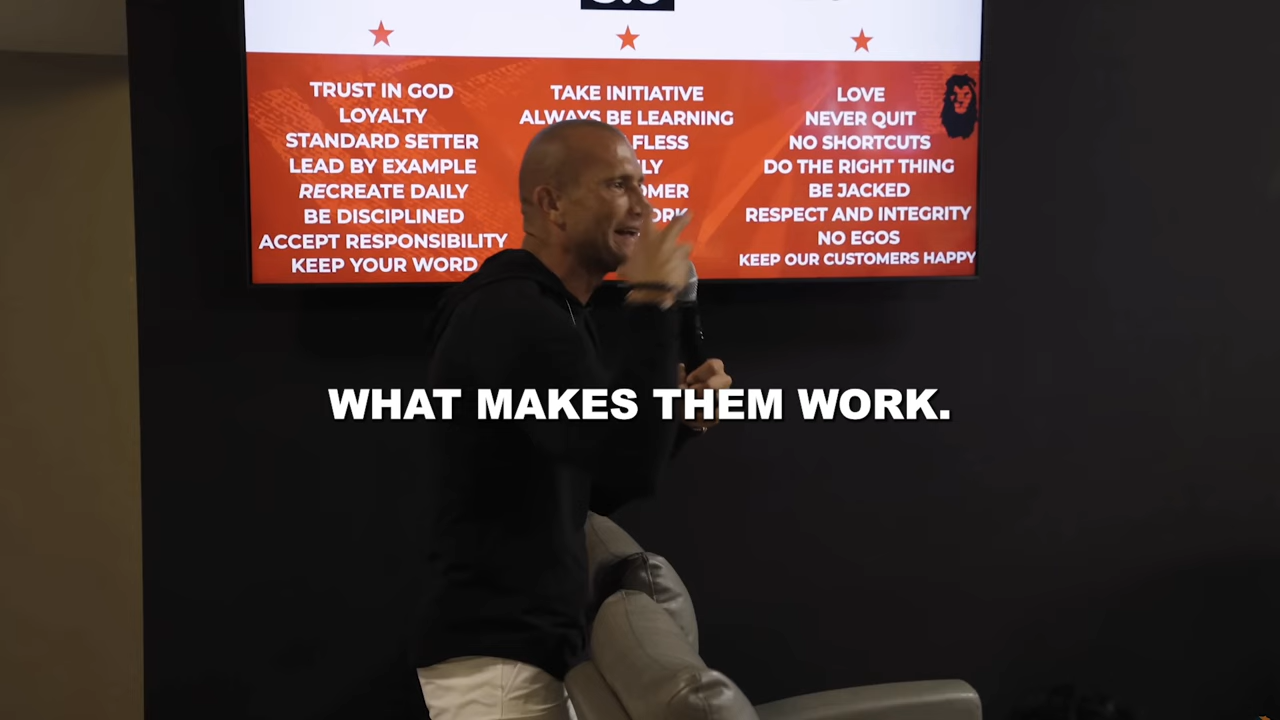 TRUST IN GOD
LOYALTY
STANDARD SETTER
LEAD BY EXAMPLE
RECREATE DAILY
BE DISCIPLINED
ACCEPT RESPONSIBILITY
KEEP YOUR WORD
TAKE INITIATIVE
ALWAYS BE LEARNING
LOVE
NEVER QUIT
NO SHORTCUTS
DO THE RIGHT THING
BE JACKED
RESPECT AND INTEGRITY
NO EGOS
KEEP OUR CUSTOMERS HAPPY
WHAT MAKES THEM WORK.